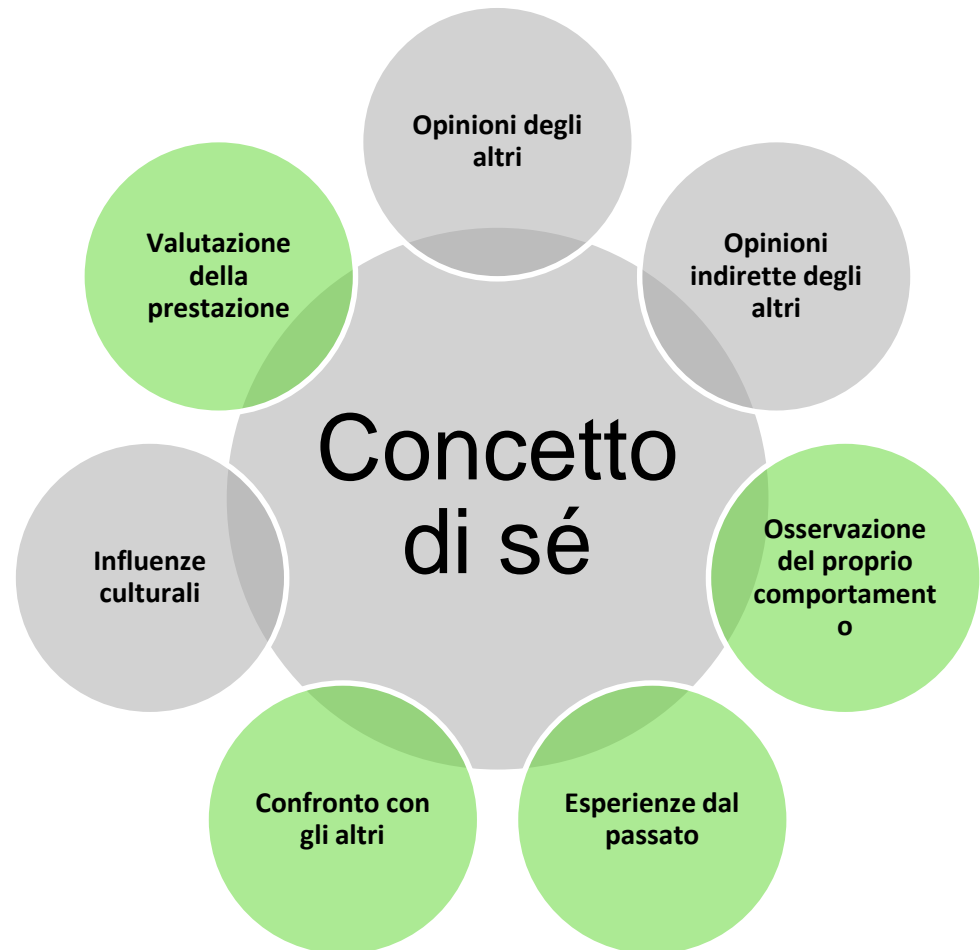 Opinioni degli
altri
Opinioni
indirette degli
altri
Osservazione
del proprio
comportament
o
Esperienze dal
passato
Confronto con
gli altri
Influenze
culturali
Valutazione
della
prestazione
Concetto
di sé